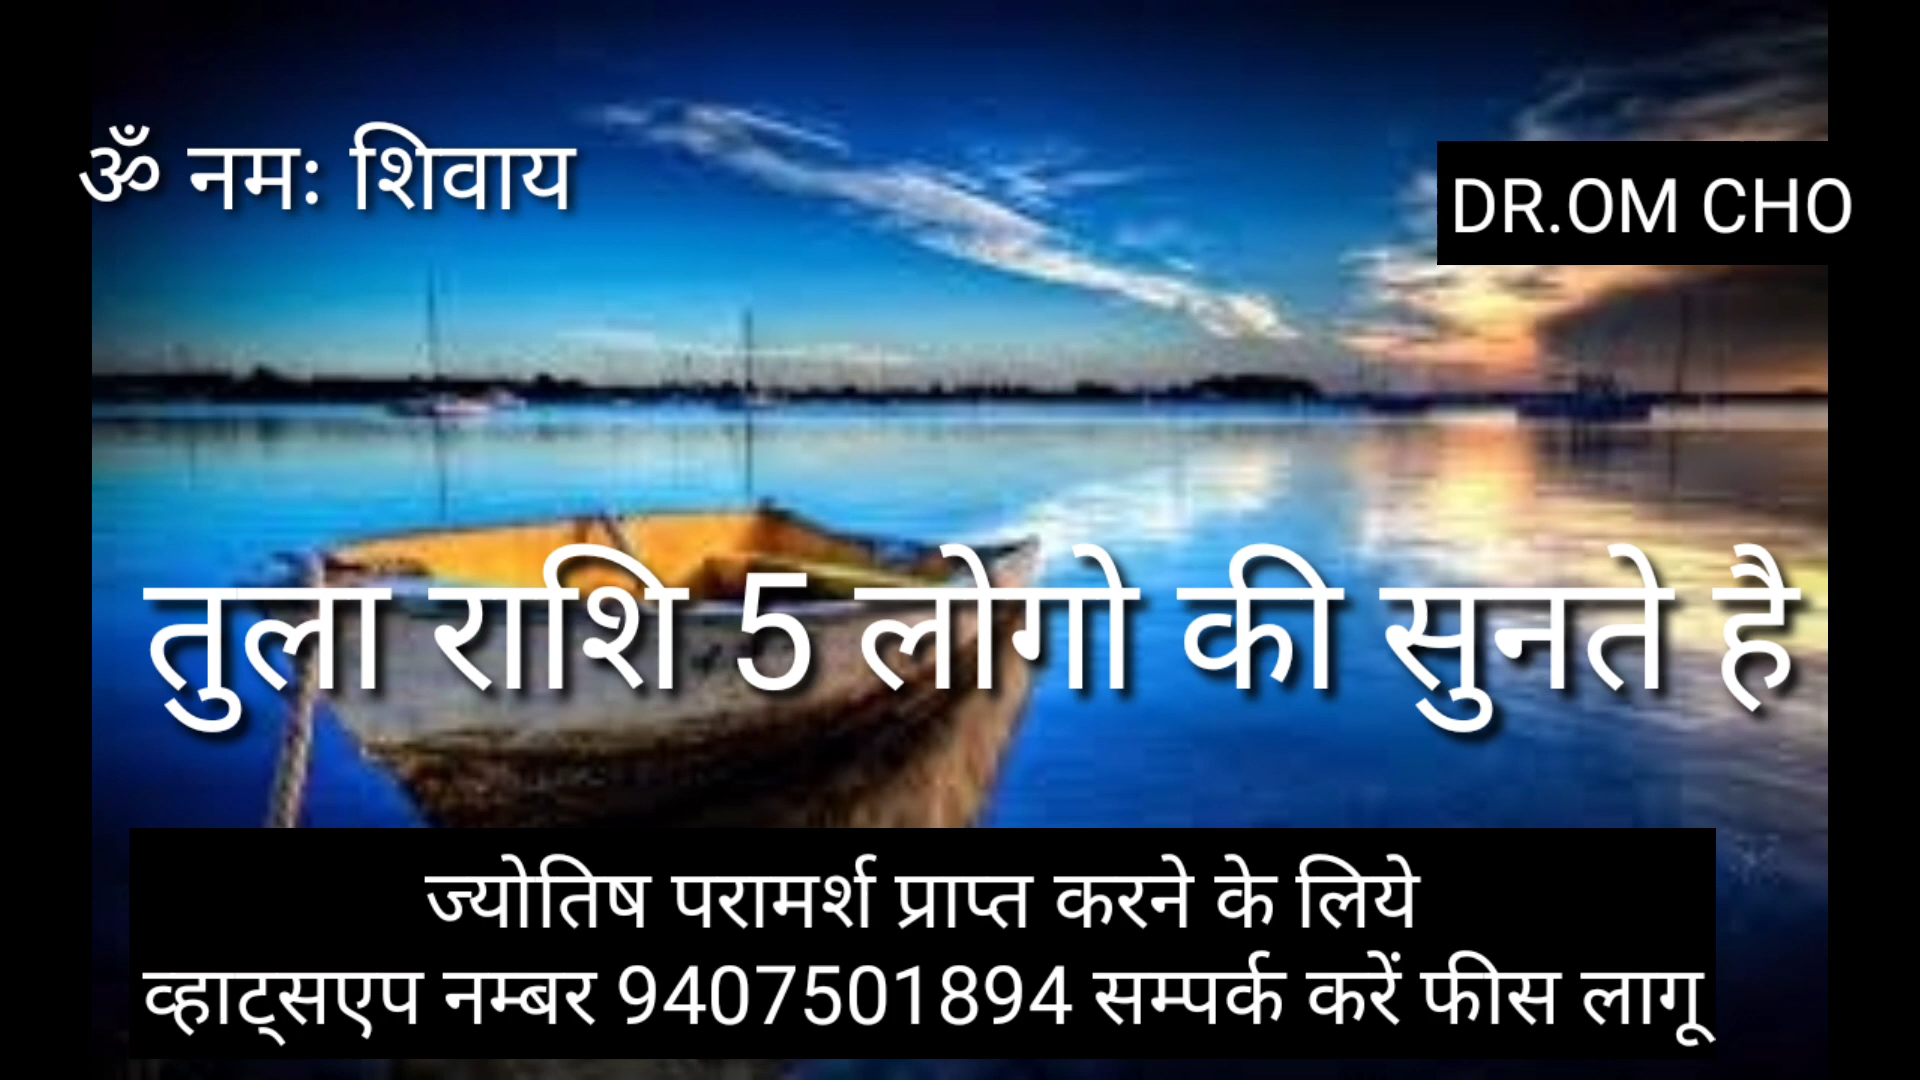 ॐ नमः शिवाय
DR.OM CHO
तुला राशि 5 लोगो की सुनते है
ज्योतिष परामर्श प्राप्त करने के लिये
व्हाट्सएप नम्बर 9407501894 सम्पर्क करें फीस लागू